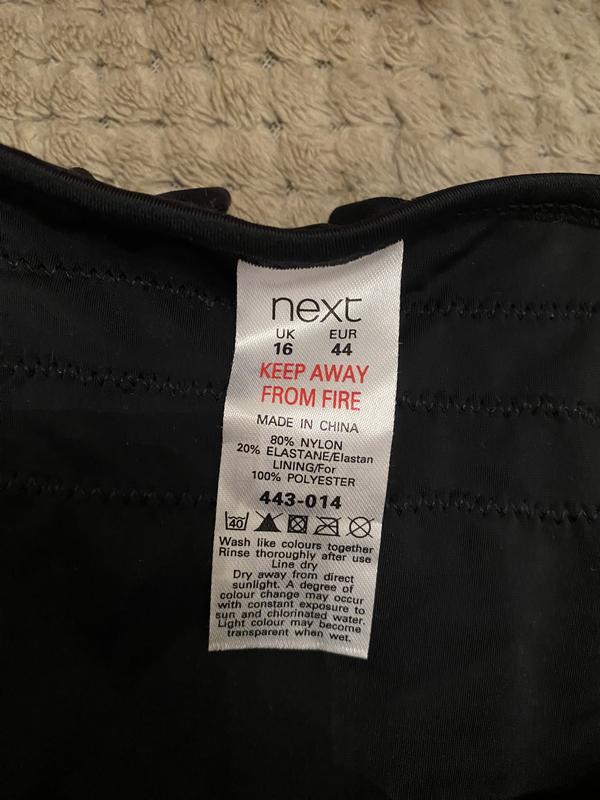 next
UK EUR
16 44
KEEP AWAY
FROM FIRE
MADE IN CHINA
80% NYLON
20% ELASTANE/Elastan
LINING/For
100% POLYESTER
443-014
40
Wash like colours together
Rinse thoroughly after use
Line dry
Dry away from direct
sunlight. A degree of
colour change may occur
with constant exposure to
sun and chlorinated water.
Light colour may become
transparent when wet.